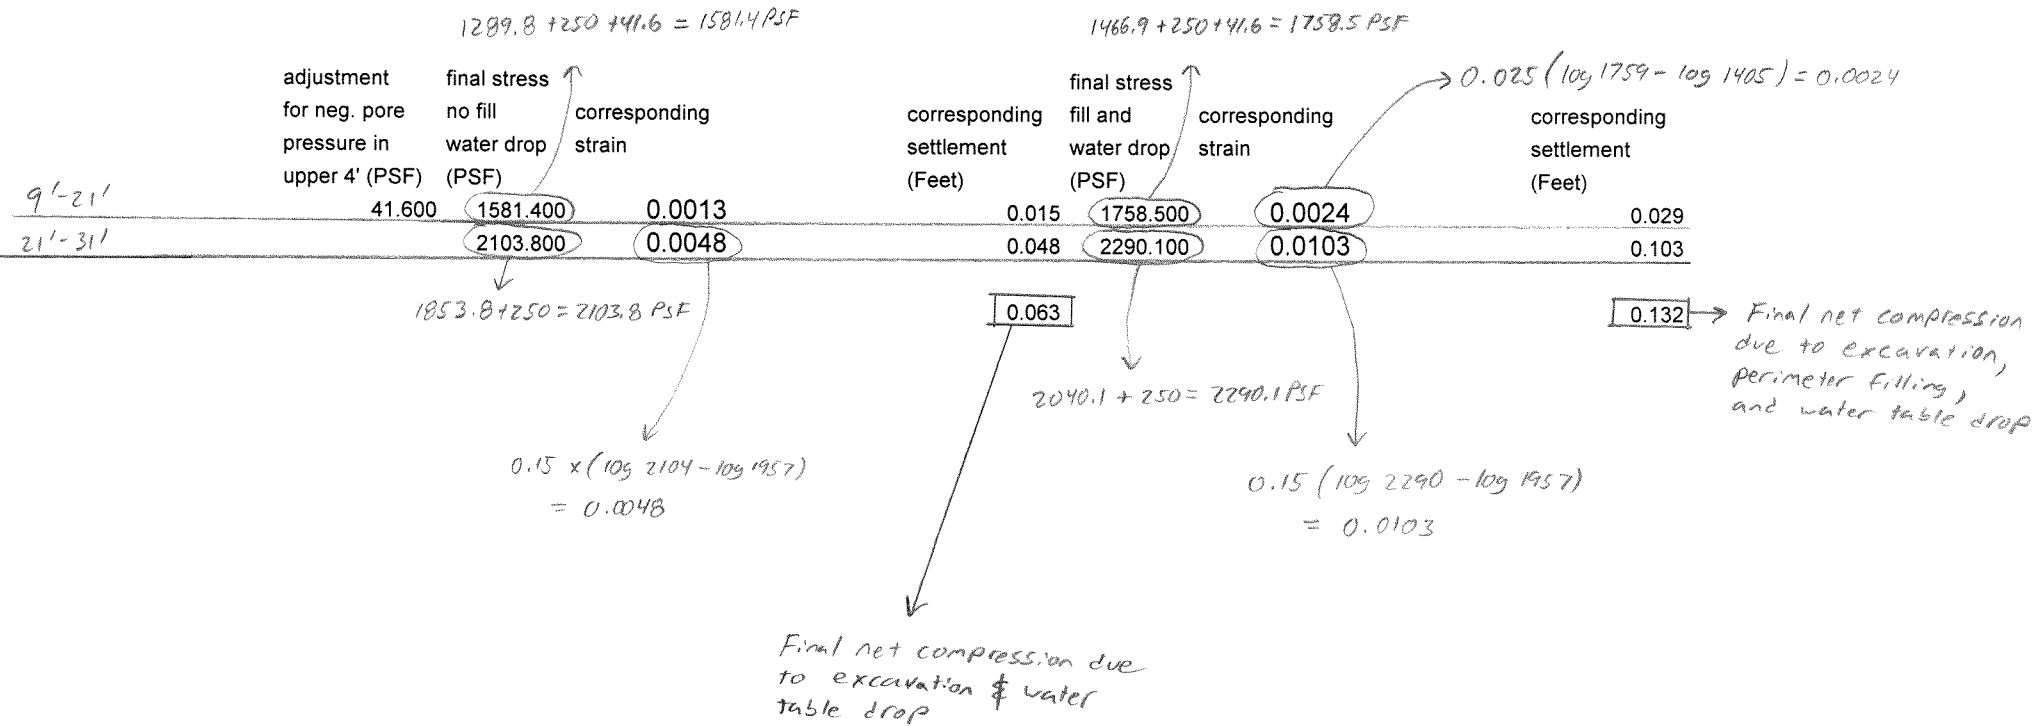 1289.8 +250 +41.6 = 1581.4 PSF
1466.9 +250 +41.6 = 1758.5 PSF
0.025 (log 1759 - log 1405) = 0.0024
adjustment
for neg. pore
pressure in
upper 4' (PSF)
final stress
no fill
water drop
(PSF)
corresponding
strain
corresponding
settlement
(Feet)
final stress
fill and
water drop
(PSF)
corresponding
strain
corresponding
settlement
(Feet)
9'-21' 41.600 1581.400 0.0013 0.015 1758.500 0.0024 0.029
21'-31' 2103.800 0.0048 0.048 2290.100 0.0103 0.103
0.063 0.132
1853.8 +250 = 2103.8 PSF
Final net compression
due to excavation,
perimeter filling,
and water table drop
2040.1 + 250 = 2290.1 PSF
0.15 x (log 2104 - log 1957)
= 0.0048
0.15 (log 2290 - log 1957)
= 0.0103
Final net compression due
to excavation & water
table drop